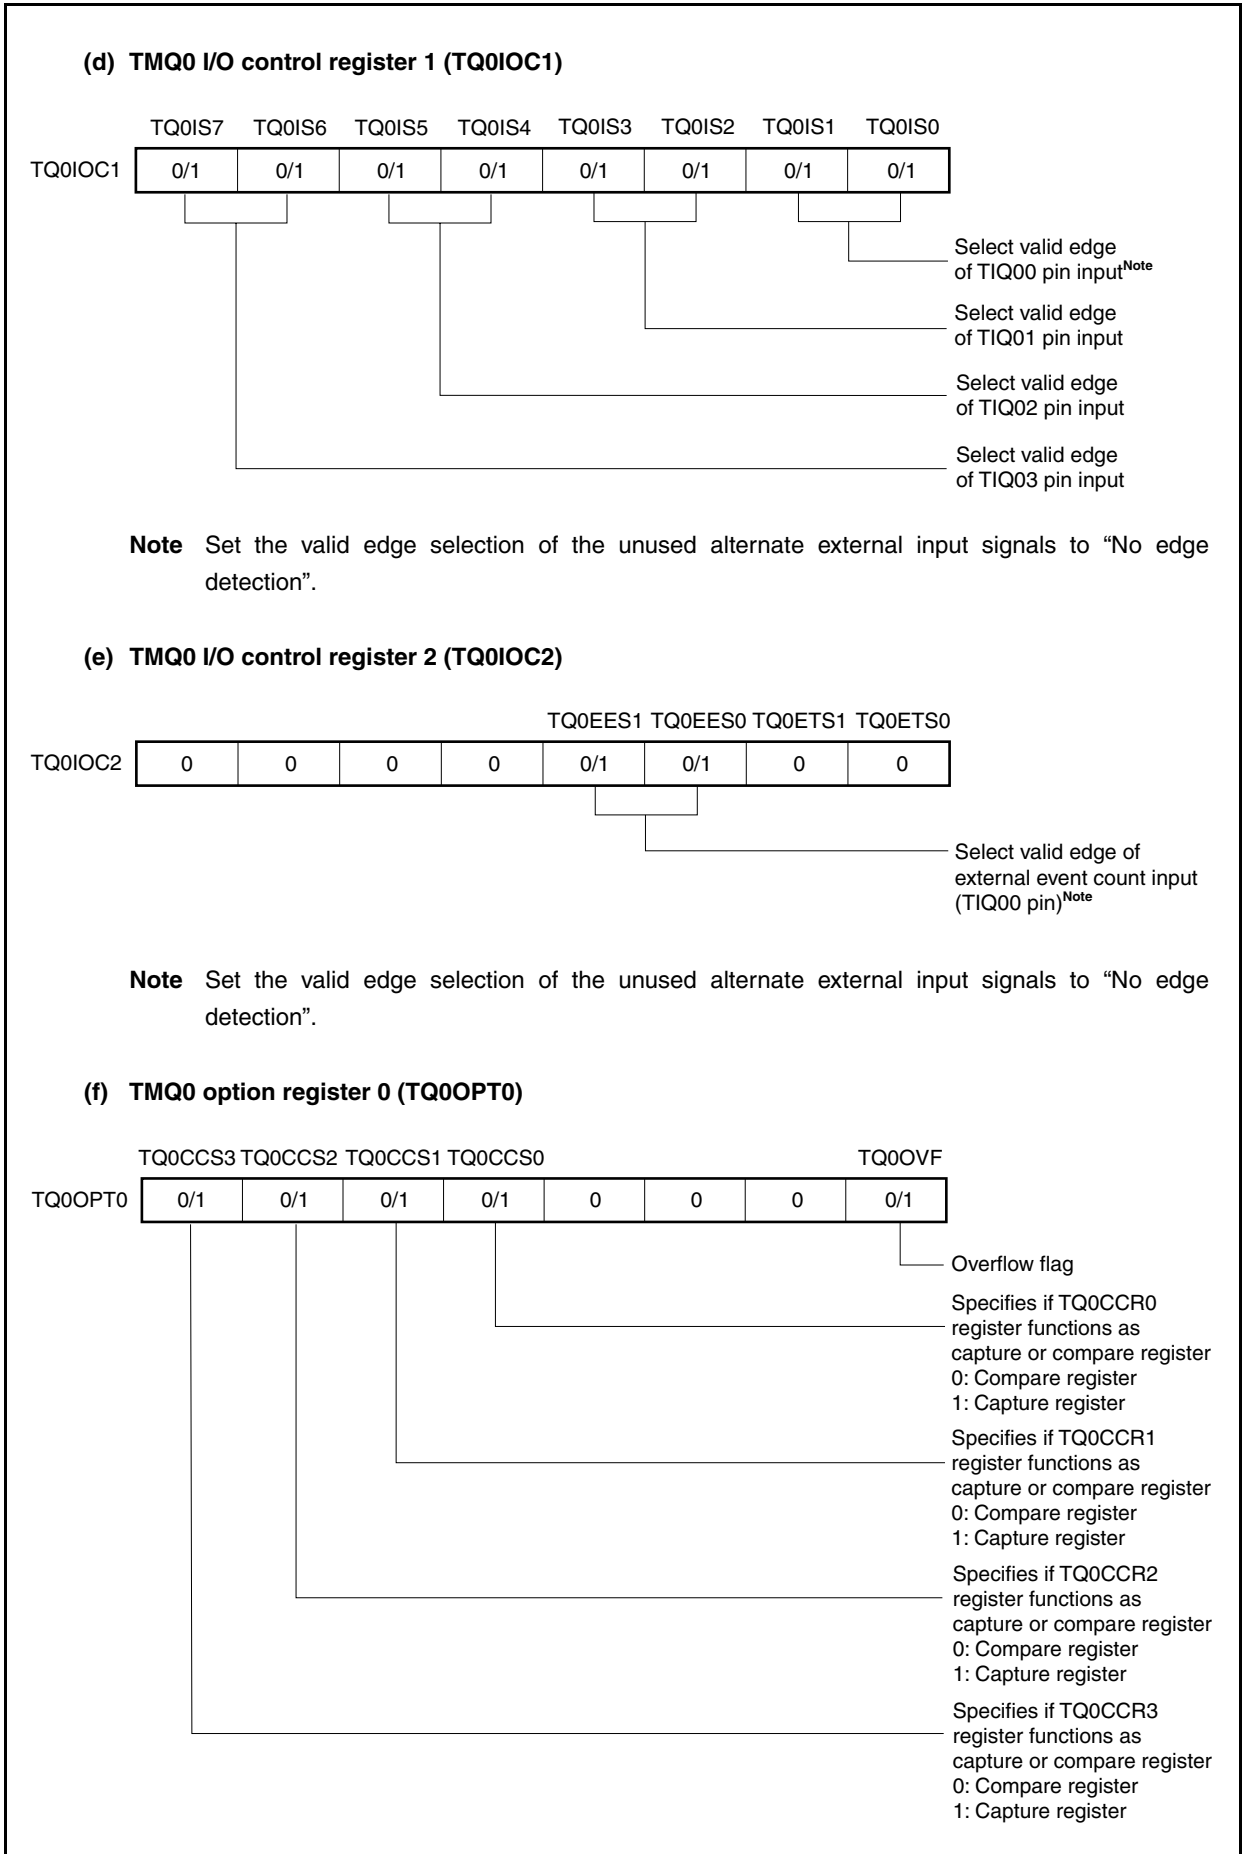 (d) TMQ0 I/O control register 1 (TQ0IOC1)
TQ0IS7 TQ0IS6 TQ0IS5 TQ0IS4 TQ0IS3 TQ0IS2 TQ0IS1 TQ0IS0
TQ0IOC1 0/1 0/1 0/1 0/1 0/1 0/1 0/1 0/1
Select valid edge
of TIQ00 pin inputNote
Select valid edge
of TIQ01 pin input
Select valid edge
of TIQ02 pin input
Select valid edge
of TIQ03 pin input
Note Set the valid edge selection of the unused alternate external input signals to “No edge
detection”.
(e) TMQ0 I/O control register 2 (TQ0IOC2)
TQ0EES1 TQ0EES0 TQ0ETS1 TQ0ETS0
TQ0IOC2 0 0 0 0 0/1 0/1 0 0
Select valid edge of
external event count input
(TIQ00 pin)Note
Note Set the valid edge selection of the unused alternate external input signals to “No edge
detection”.
(f) TMQ0 option register 0 (TQ0OPT0)
TQ0CCS3 TQ0CCS2 TQ0CCS1 TQ0CCS0 TQ0OVF
TQ0OPT0 0/1 0/1 0/1 0/1 0 0 0 0/1
Overflow flag
Specifies if TQ0CCR0
register functions as
capture or compare register
0: Compare register
1: Capture register
Specifies if TQ0CCR1
register functions as
capture or compare register
0: Compare register
1: Capture register
Specifies if TQ0CCR2
register functions as
capture or compare register
0: Compare register
1: Capture register
Specifies if TQ0CCR3
register functions as
capture or compare register
0: Compare register
1: Capture register